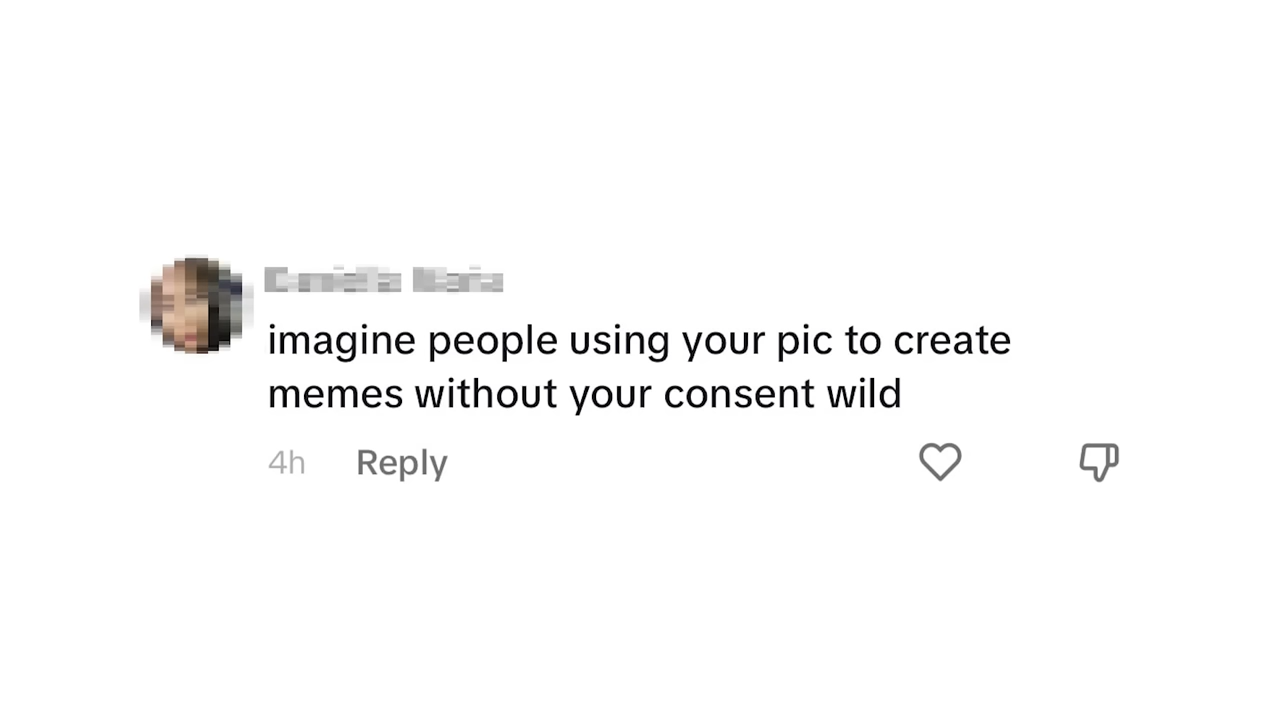 imagine people using your pic to create
memes without your consent wild
4h Reply